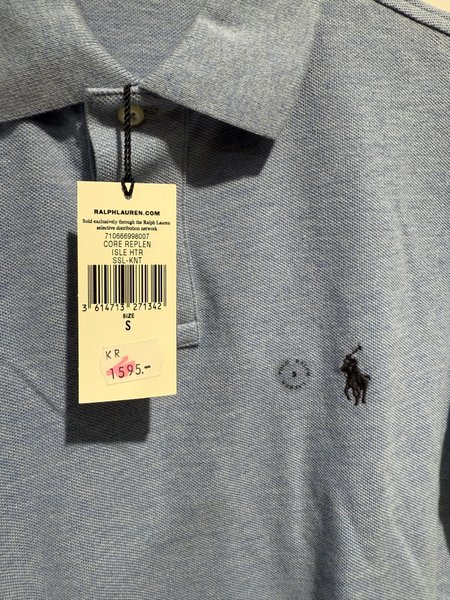 RALPHLAUREN.COM
Sold exclusively through the Ralph Lauren
selective distribution network
710666998007
CORE REPLEN
ISLE HTR
SSL-KNT
3 614713 271342
SIZE
S
KR
1595.-
S